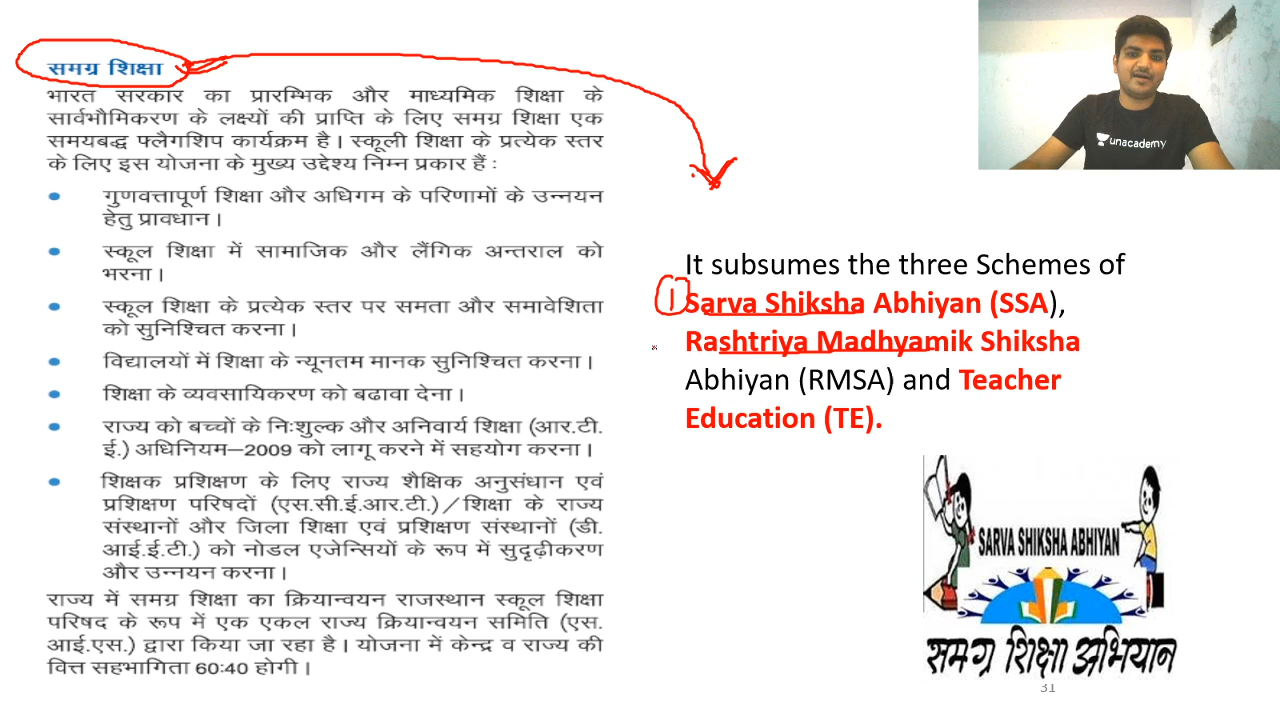 समग्र शिक्षा
भारत सरकार का प्रारम्भिक और माध्यमिक शिक्षा के
सार्वभौमिकरण के लक्ष्यों की प्राप्ति के लिए समग्र शिक्षा एक
समयबद्ध फ्लैगशिप कार्यक्रम है। स्कूली शिक्षा के प्रत्येक स्तर
के लिए इस योजना के मुख्य उद्देश्य निम्न प्रकार हैं :
• गुणवत्तापूर्ण शिक्षा और अधिगम के परिणामों के उन्नयन
हेतु प्रावधान।
• स्कूल शिक्षा में सामाजिक और लैंगिक अन्तराल को
भरना।
• स्कूल शिक्षा के प्रत्येक स्तर पर समता और समावेशिता
को सुनिश्चित करना।
• विद्यालयों में शिक्षा के न्यूनतम मानक सुनिश्चित करना।
• शिक्षा के व्यवसायिकरण को बढावा देना।
• राज्य को बच्चों के निःशुल्क और अनिवार्य शिक्षा (आर.टी.
ई.) अधिनियम–2009 को लागू करने में सहयोग करना।
• शिक्षक प्रशिक्षण के लिए राज्य शैक्षिक अनुसंधान एवं
प्रशिक्षण परिषदों (एस.सी.ई.आर.टी.) / शिक्षा के राज्य
संस्थानों और जिला शिक्षा एवं प्रशिक्षण संस्थानों (डी.
आई.ई.टी.) को नोडल एजेन्सियों के रूप में सुदृढ़ीकरण
और उन्नयन करना।
राज्य में समग्र शिक्षा का क्रियान्वयन राजस्थान स्कूल शिक्षा
परिषद के रूप में एक एकल राज्य क्रियान्वयन समिति (एस.
आई.एस.) द्वारा किया जा रहा है। योजना में केन्द्र व राज्य की
वित्त सहभागिता 60:40 होगी।
unacademy
It subsumes the three Schemes of
1 Sarva Shiksha Abhiyan (SSA),
Rashtriya Madhyamik Shiksha
Abhiyan (RMSA) and Teacher
Education (TE).
SARVA SHIKSHA ABHIYAN
समग्र शिक्षा अभियान
31